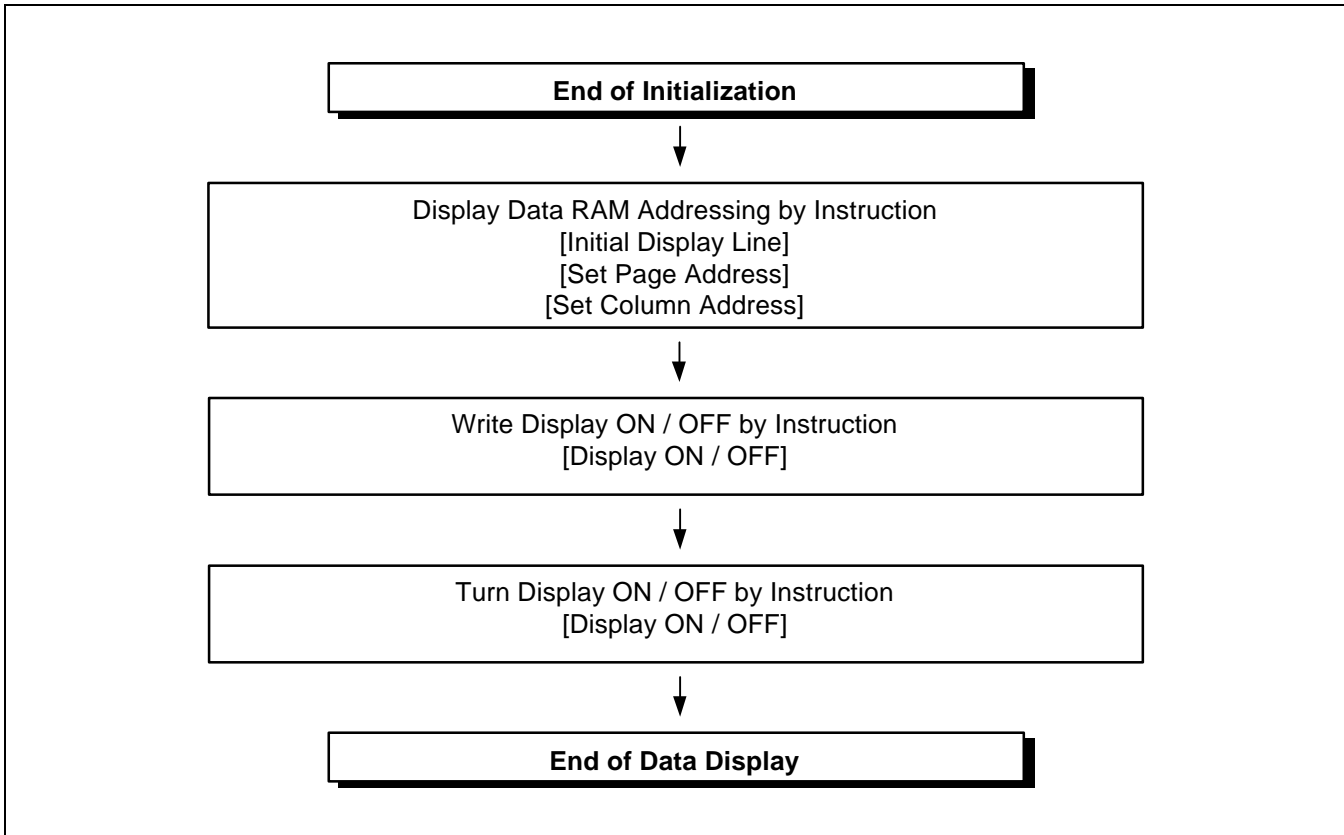 End of Initialization
Display Data RAM Addressing by Instruction
[Initial Display Line]
[Set Page Address]
[Set Column Address]
Write Display ON / OFF by Instruction
[Display ON / OFF]
Turn Display ON / OFF by Instruction
[Display ON / OFF]
End of Data Display